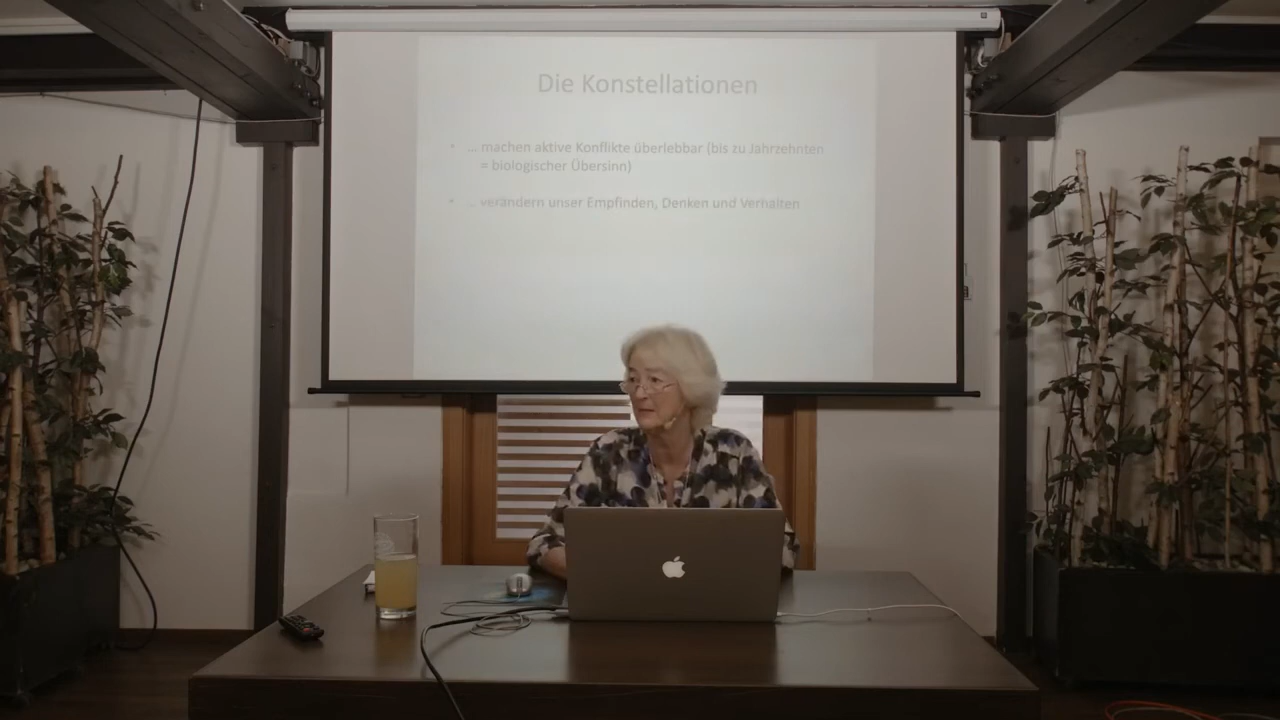 Die Konstellationen
• … machen aktive Konflikte überlebbar (bis zu Jahrzehnten
= biologischer Übersinn)
• … verändern unser Empfinden, Denken und Verhalten